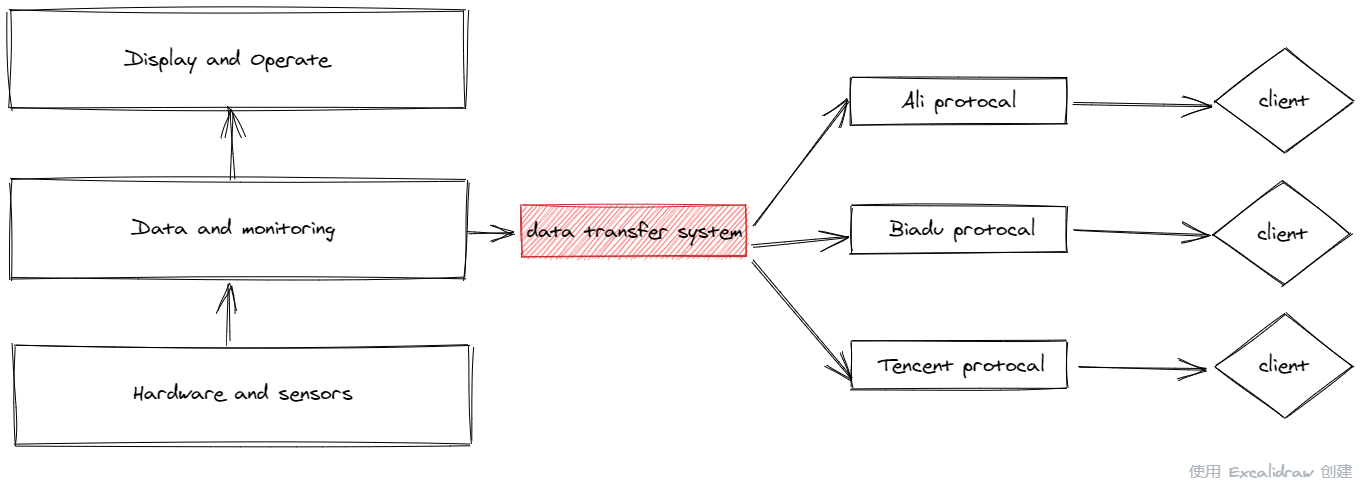 Display and Operate
Data and monitoring
Hardware and sensors
data transfer system
Ali protocal
Biadu protocal
Tencent protocal
client
client
client
使用 Excalidraw 创建